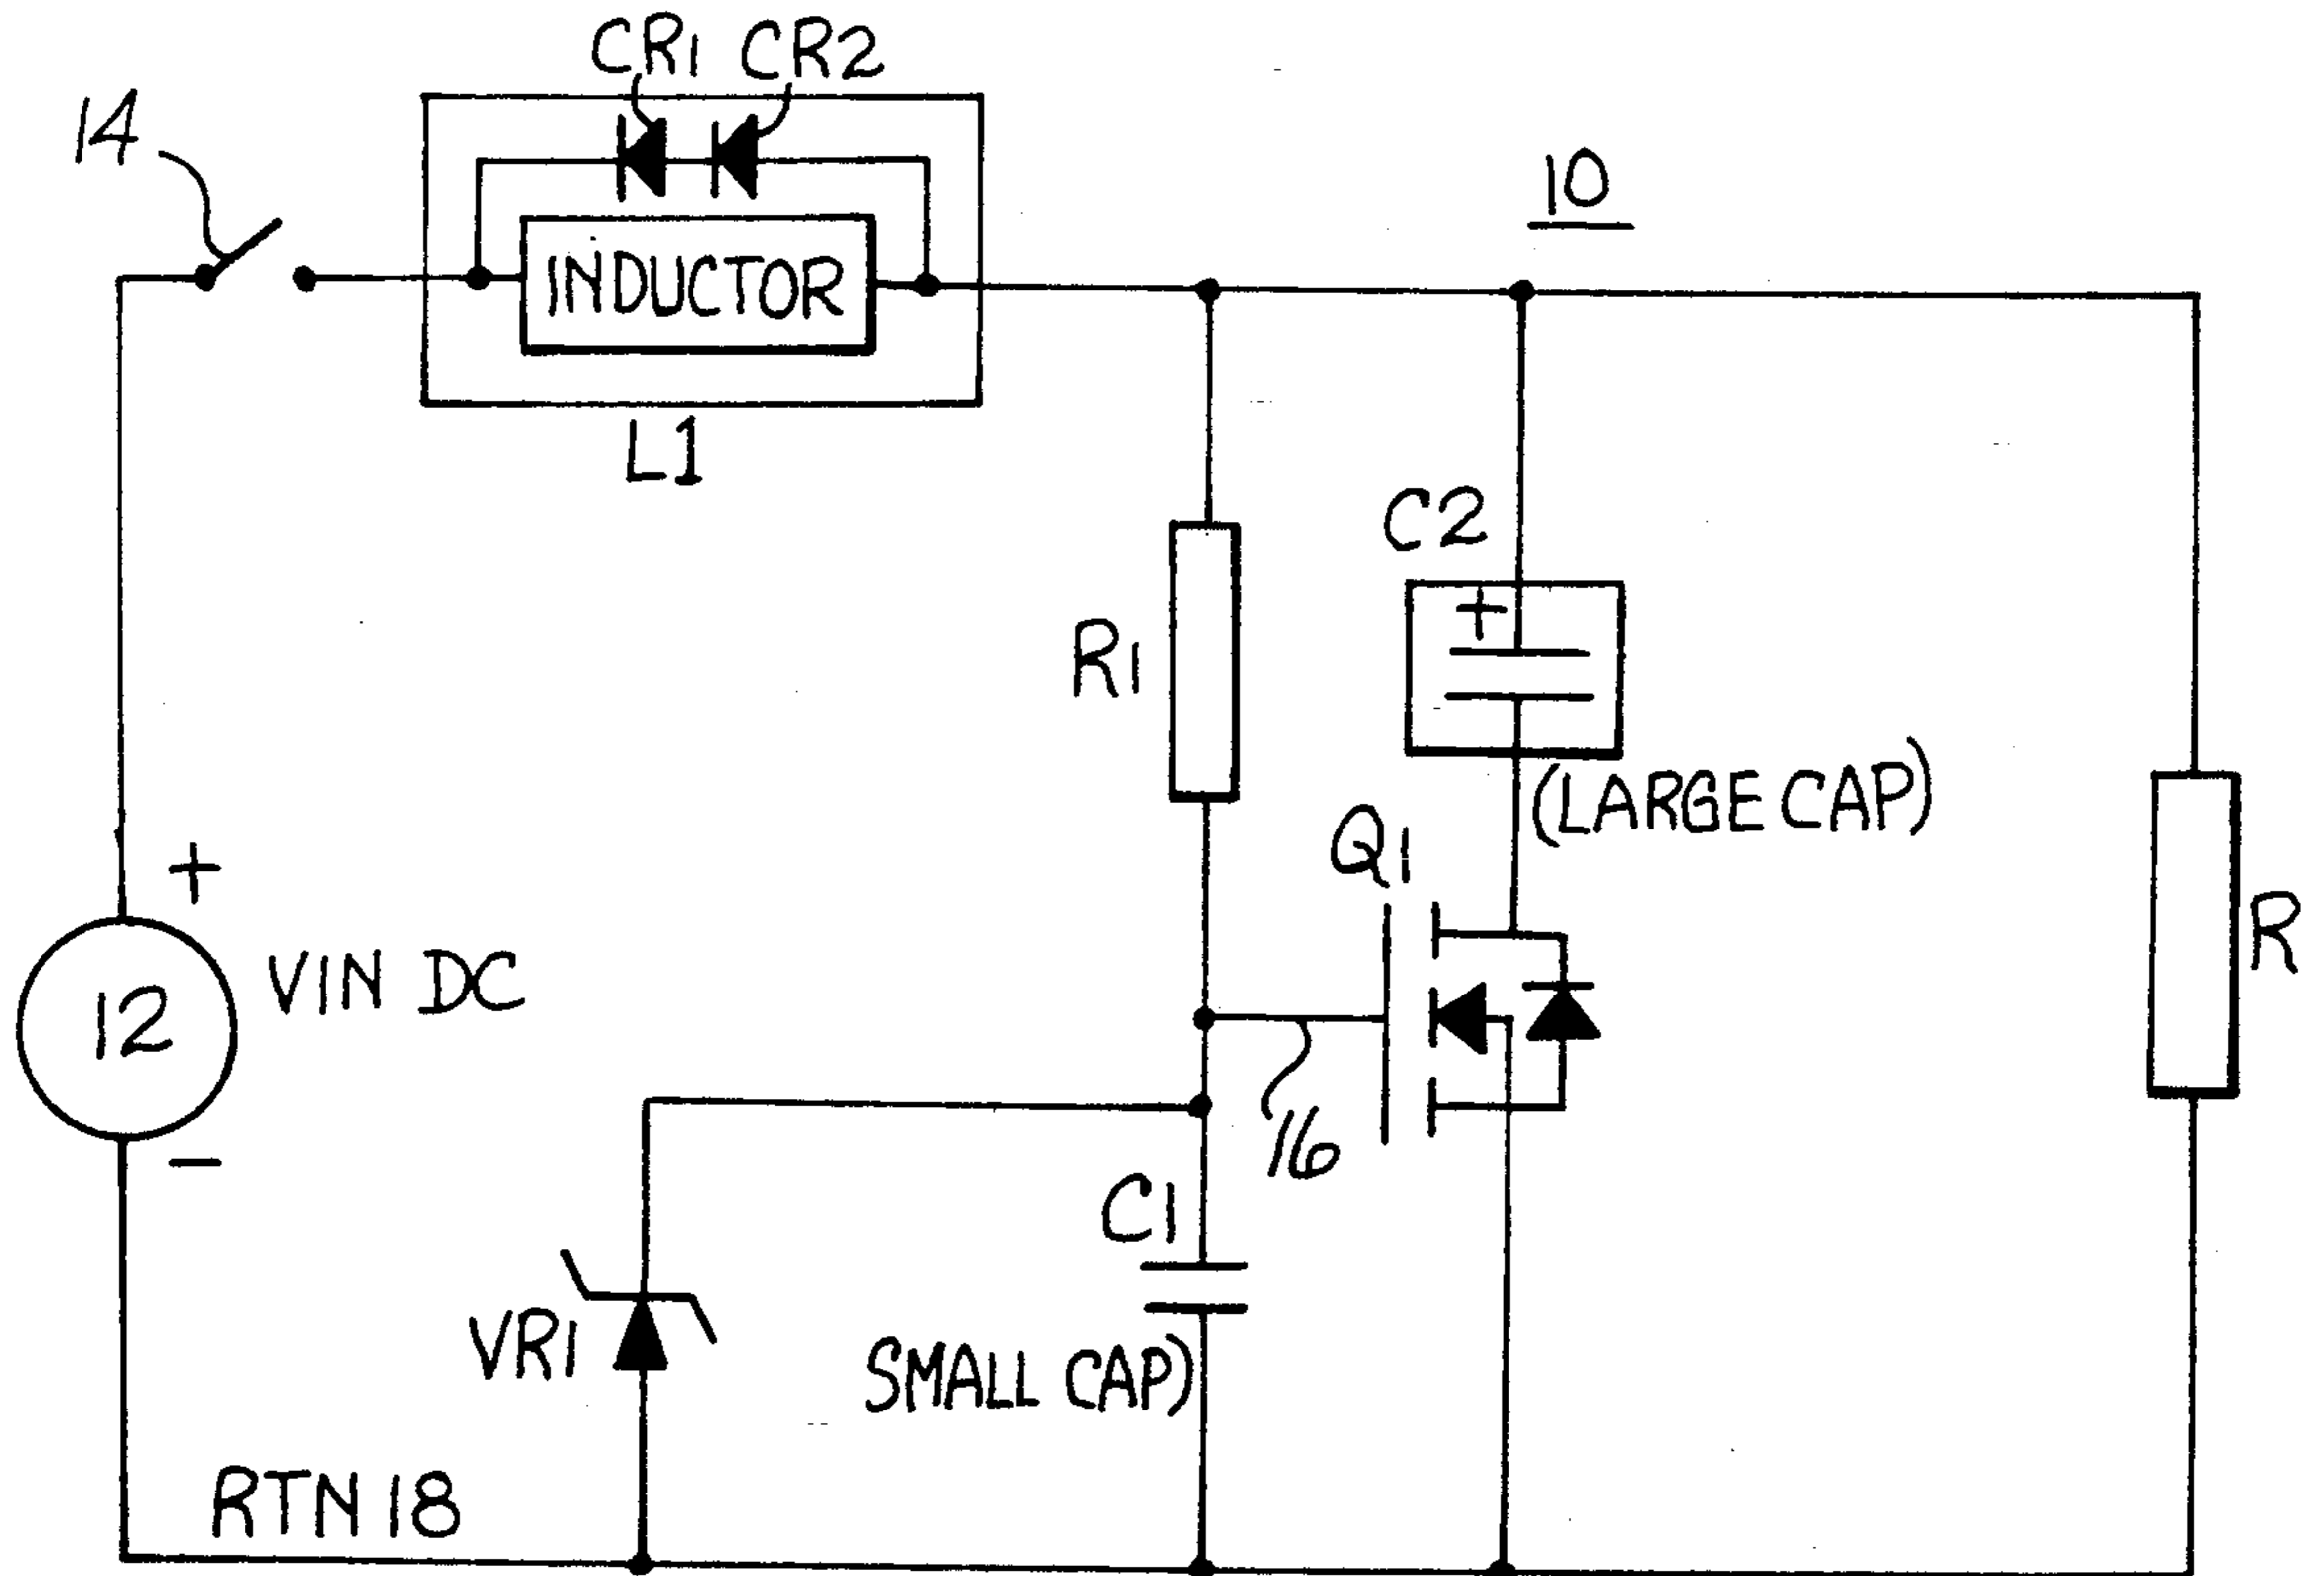 CR1 CR2
14
10
INDUCTOR
L1
C2
+
R1
(LARGE CAP)
Q1
+
R
VIN DC
12
16
−
C1
VR1
SMALL CAP)
RTN 18